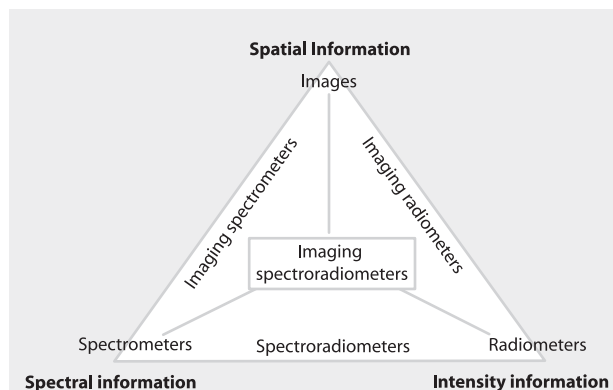 Spatial Information
Images
Imaging spectrometers
Imaging radiometers
Imaging
spectroradiometers
Spectrometers
Spectroradiometers
Radiometers
Spectral information
Intensity information